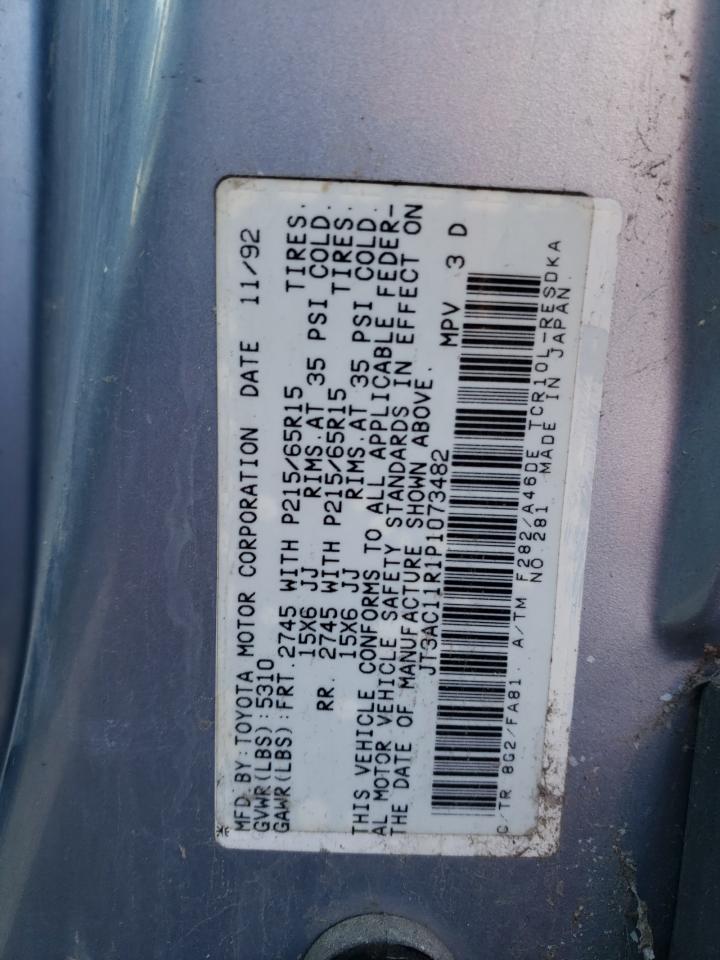 MFD.BY:TOYOTA MOTOR CORPORATION DATE 11/92
GVWR(LBS):5310
GAWR(LBS):FRT.2745 WITH P215/65R15 TIRES.
15X6 JJ RIMS.AT 35 PSI COLD.
RR. 2745 WITH P215/65R15 TIRES.
15X6 JJ RIMS.AT 35 PSI COLD.
THIS VEHICLE CONFORMS TO ALL APPLICABLE FEDER-
AL MOTOR VEHICLE SAFETY STANDARDS IN EFFECT ON
THE DATE OF MANUFACTURE SHOWN ABOVE.
JT3AC11R1P1073482 MPV 3 D
C/TR 8G2/FA81. A/TM F282/A46DE TCR10L-RESDKA
NO.281 MADE IN JAPAN.